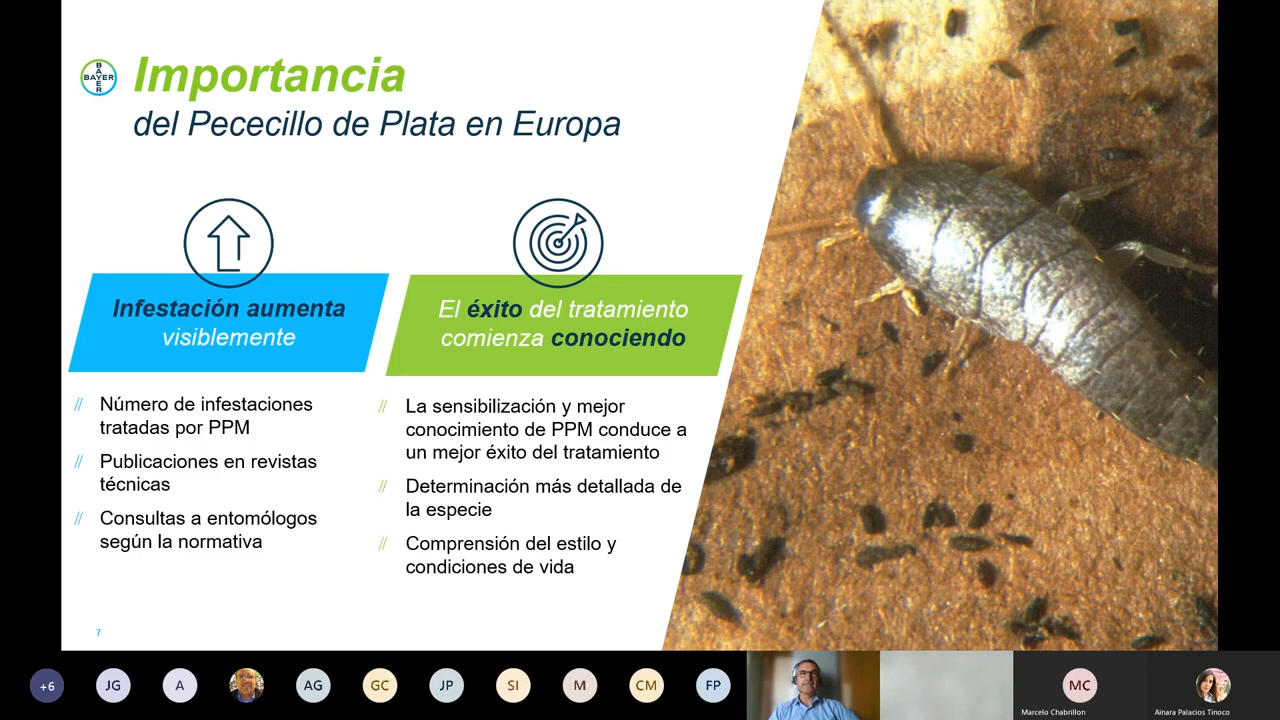 BAYER
BAYER
Importancia
del Pececillo de Plata en Europa
Infestación aumenta
visiblemente
El éxito del tratamiento
comienza conociendo
// Número de infestaciones
tratadas por PPM
// Publicaciones en revistas
técnicas
// Consultas a entomólogos
según la normativa
// La sensibilización y mejor
conocimiento de PPM conduce a
un mejor éxito del tratamiento
// Determinación más detallada de
la especie
// Comprensión del estilo y
condiciones de vida
7
+6
JG
A
AG
GC
JP
SI
M
CM
FP
MC
Marcelo Chabrillon
Ainara Palacios Tinoco